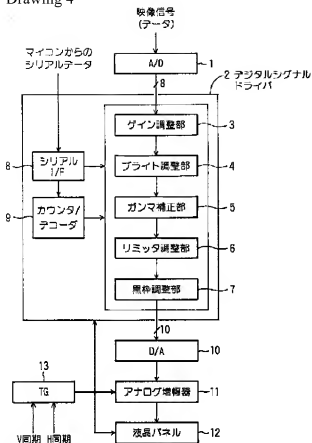 Drawing 4
映像信号
(データ)
マイコンからの
シリアルデータ
A/D
1
8
2 デジタルシグナル
ドライバ
ゲイン調整部
3
8
シリアル
I/F
ブライト調整部
4
9
カウンタ/
デコーダ
ガンマ補正部
5
リミッタ調整部
6
黒枠調整部
7
10
D/A
10
13
TG
アナログ増幅器
11
液晶パネル
12
V同期 H同期